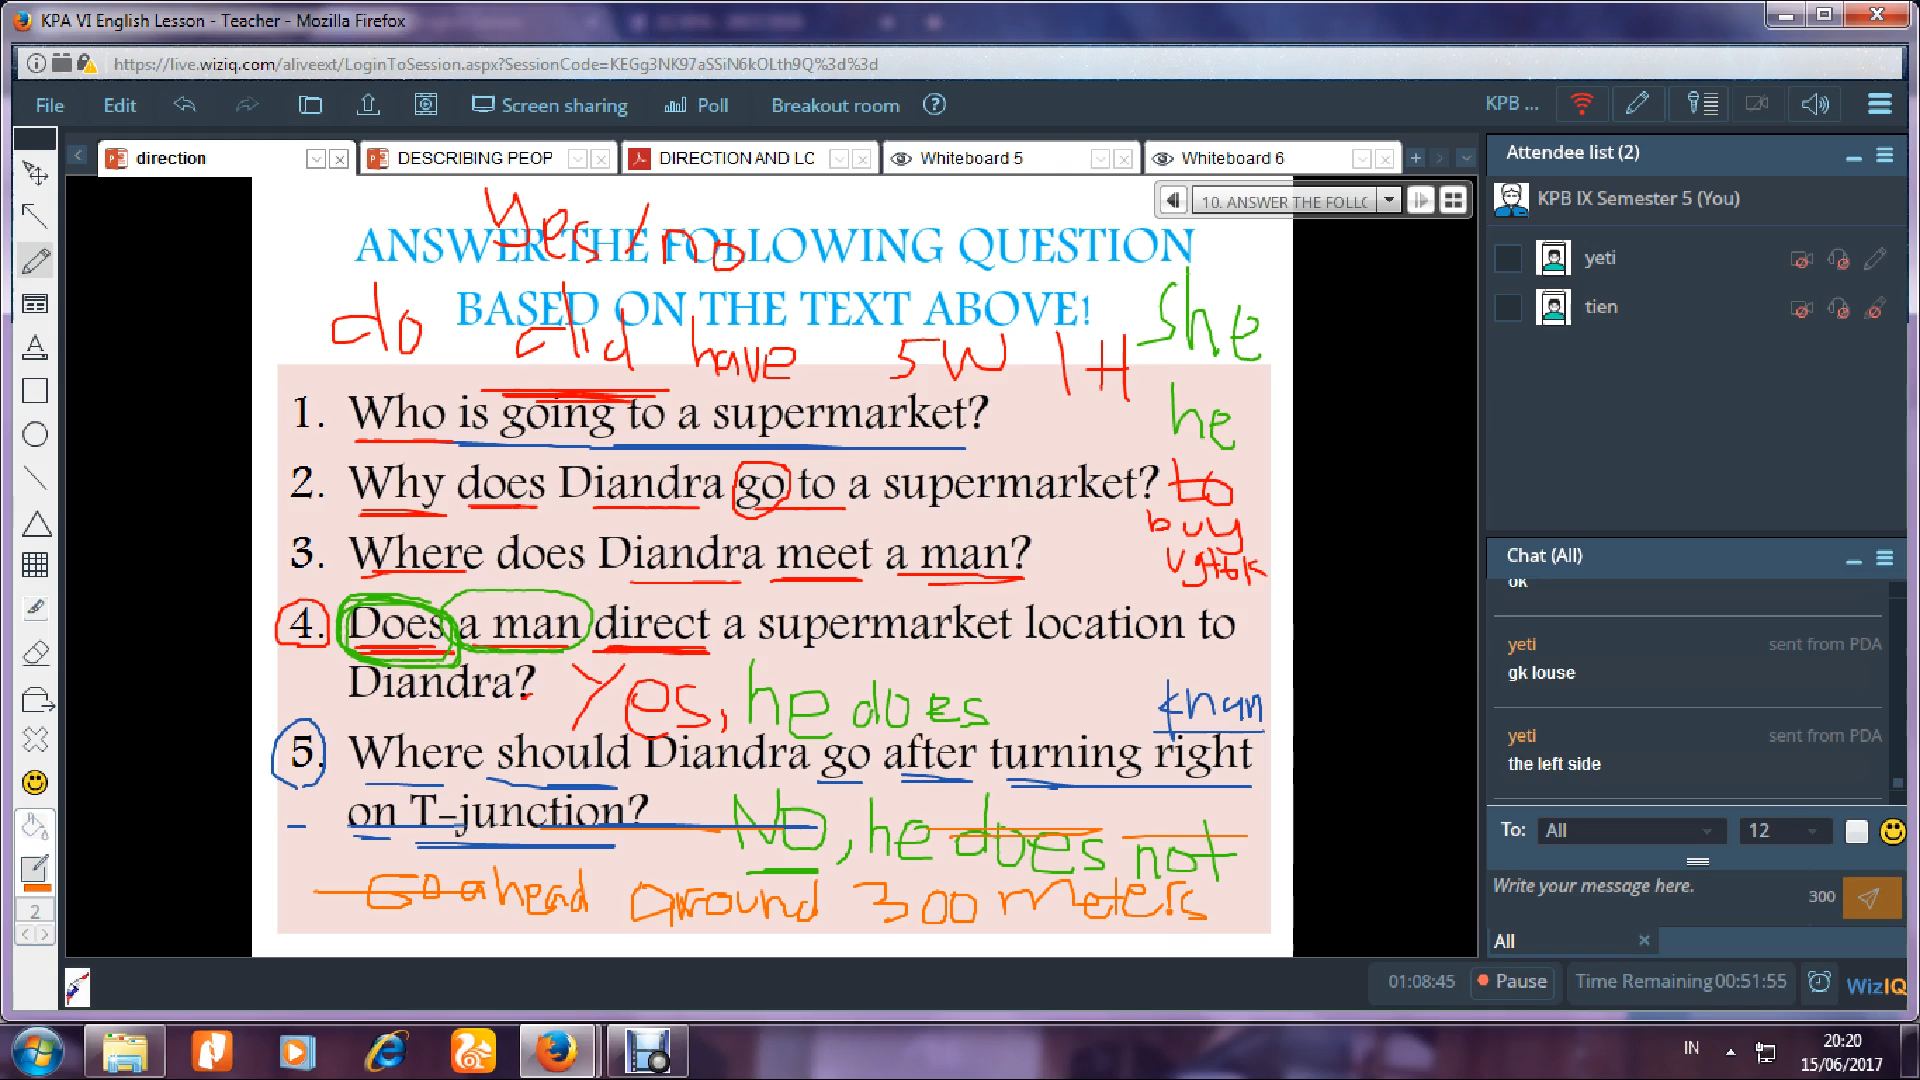 KPA VI English Lesson - Teacher - Mozilla Firefox
https://live.wiziq.com/aliveext/LoginToSession.aspx?SessionCode=KEGg3NK97aSSiN6kOLth9Q%3d%3d
File Edit Screen sharing Poll Breakout room ? KPB ...
direction DESCRIBING PEOP DIRECTION AND LC Whiteboard 5 Whiteboard 6
10. ANSWER THE FOLLC
Yes / no
ANSWER THE FOLLOWING QUESTION
BASED ON THE TEXT ABOVE!
she
do did have 5W 1H
1. Who is going to a supermarket?
he
2. Why does Diandra go to a supermarket?
to
buy
3. Where does Diandra meet a man?
4. Does a man direct a supermarket location to
Diandra?
Yes, he does
5. Where should Diandra go after turning right
on T-junction?
NO, he does not
Go ahead around 300 meters
2
Attendee list (2)
KPB IX Semester 5 (You)
yeti
tien
Chat (All)
ok
yeti sent from PDA
gk louse
yeti sent from PDA
the left side
To: All 12
Write your message here. 300
All
01:08:45 Pause Time Remaining 00:51:55 WizIQ
IN 20:20
15/06/2017